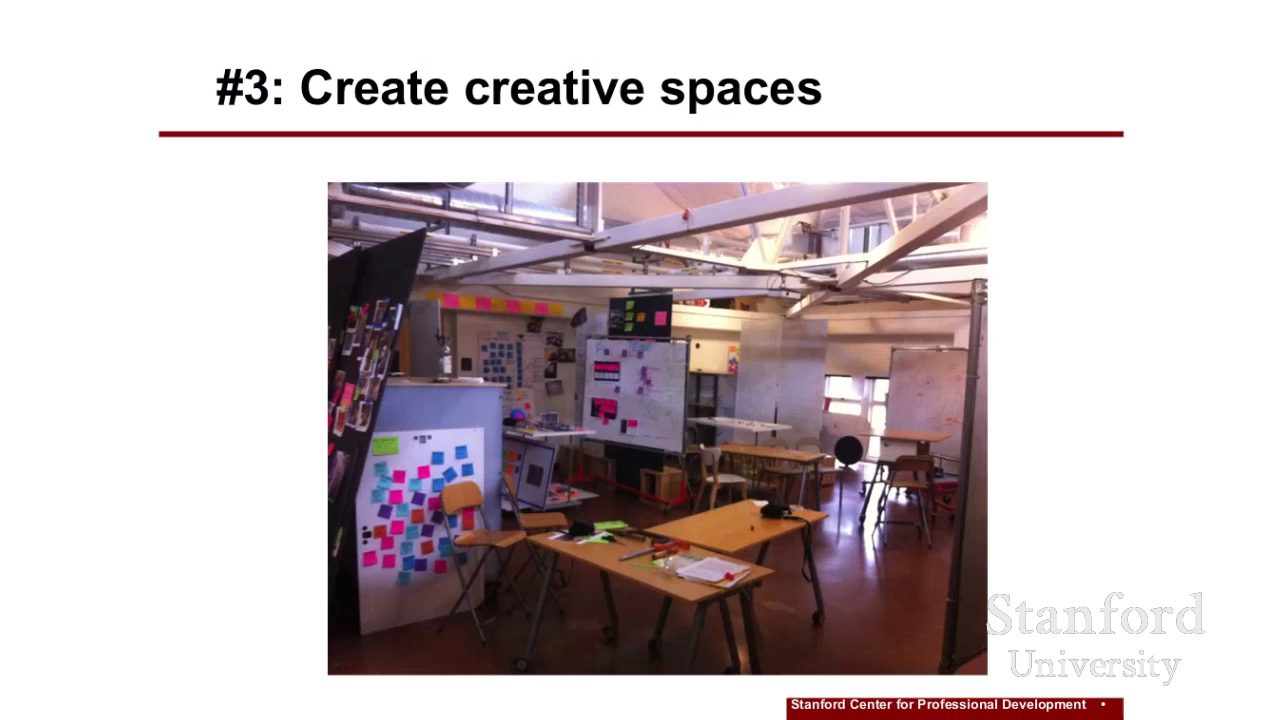 #3: Create creative spaces
Stanford
University
Stanford Center for Professional Development •